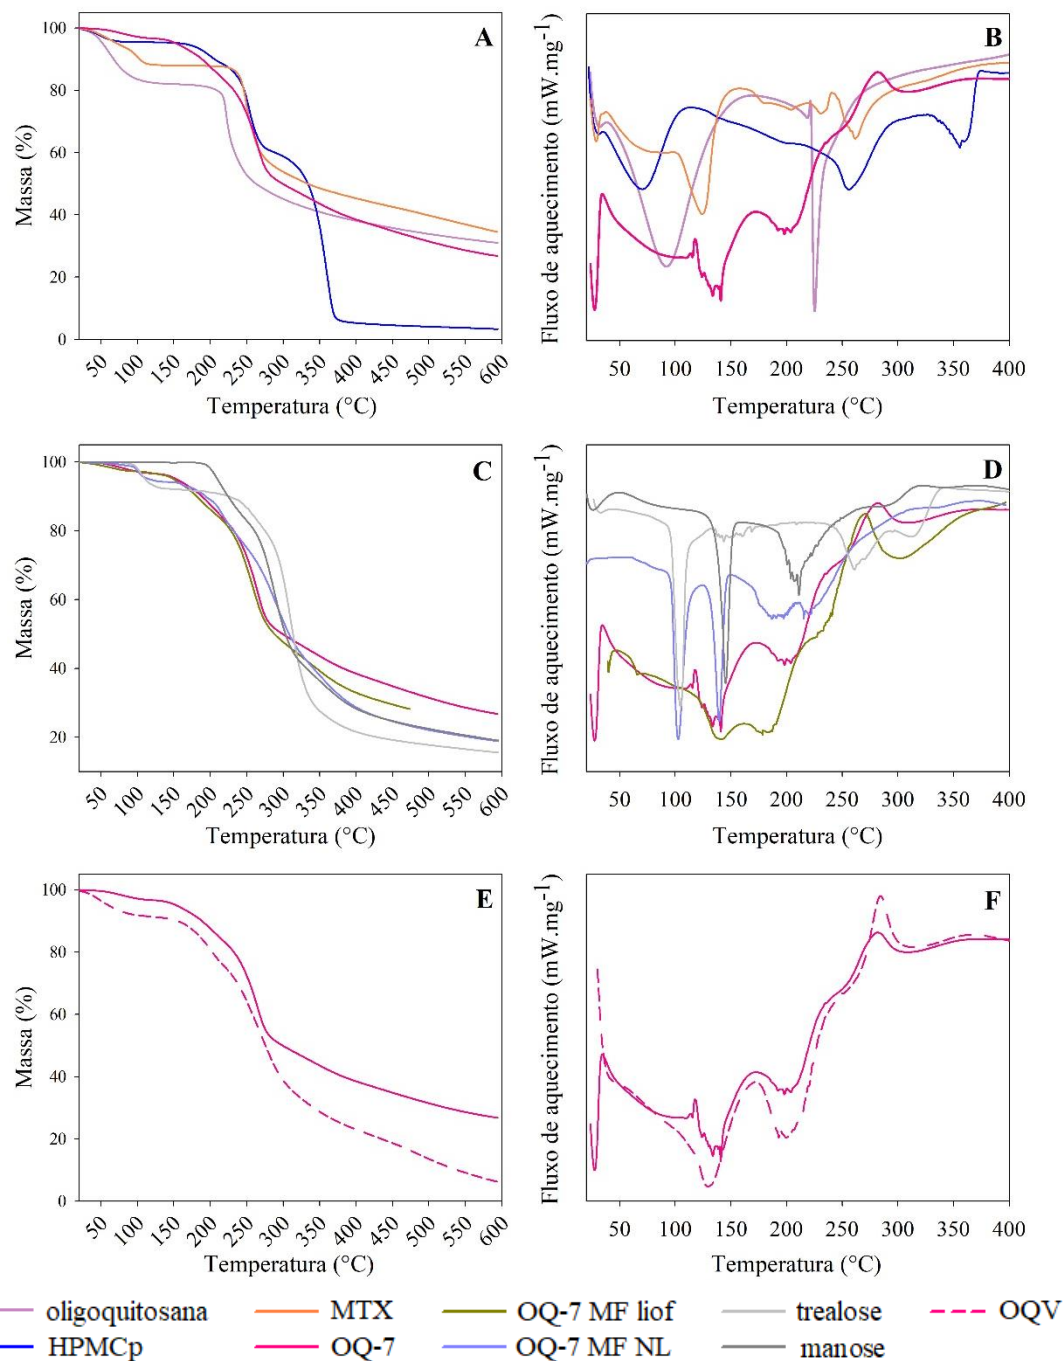 A
Massa (%)
100
80
60
40
20
0
50 100 150 200 250 300 350 400 450 500 550 600
Temperatura (°C)
B
Fluxo de aquecimento (mW.mg⁻¹)
50 100 150 200 250 300 350 400
Temperatura (°C)
C
Massa (%)
100
80
60
40
20
50 100 150 200 250 300 350 400 450 500 550 600
Temperatura (°C)
D
Fluxo de aquecimento (mW.mg⁻¹)
50 100 150 200 250 300 350 400
Temperatura (°C)
E
Massa (%)
100
80
60
40
20
0
50 100 150 200 250 300 350 400 450 500 550 600
Temperatura (°C)
F
Fluxo de aquecimento (mW.mg⁻¹)
50 100 150 200 250 300 350 400
Temperatura (°C)
oligoquitosana MTX OQ-7 MF liof trealose OQV
HPMCp OQ-7 OQ-7 MF NL manose